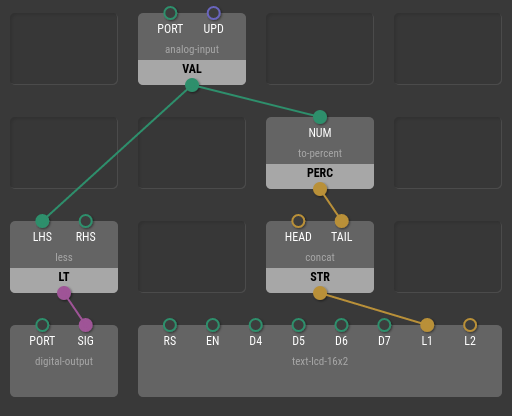 PORT UPD
analog-input
VAL
NUM
to-percent
PERC
LHS RHS
less
LT
HEAD TAIL
concat
STR
PORT SIG
digital-output
RS EN D4 D5 D6 D7 L1 L2
text-lcd-16x2